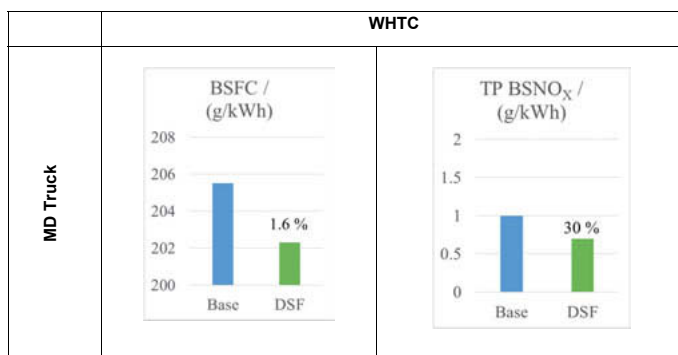 WHTC
MD Truck
BSFC /
(g/kWh)
208
206
204
202
200
1.6 %
Base DSF
TP BSNOX /
(g/kWh)
2
1.5
1
0.5
0
30 %
Base DSF